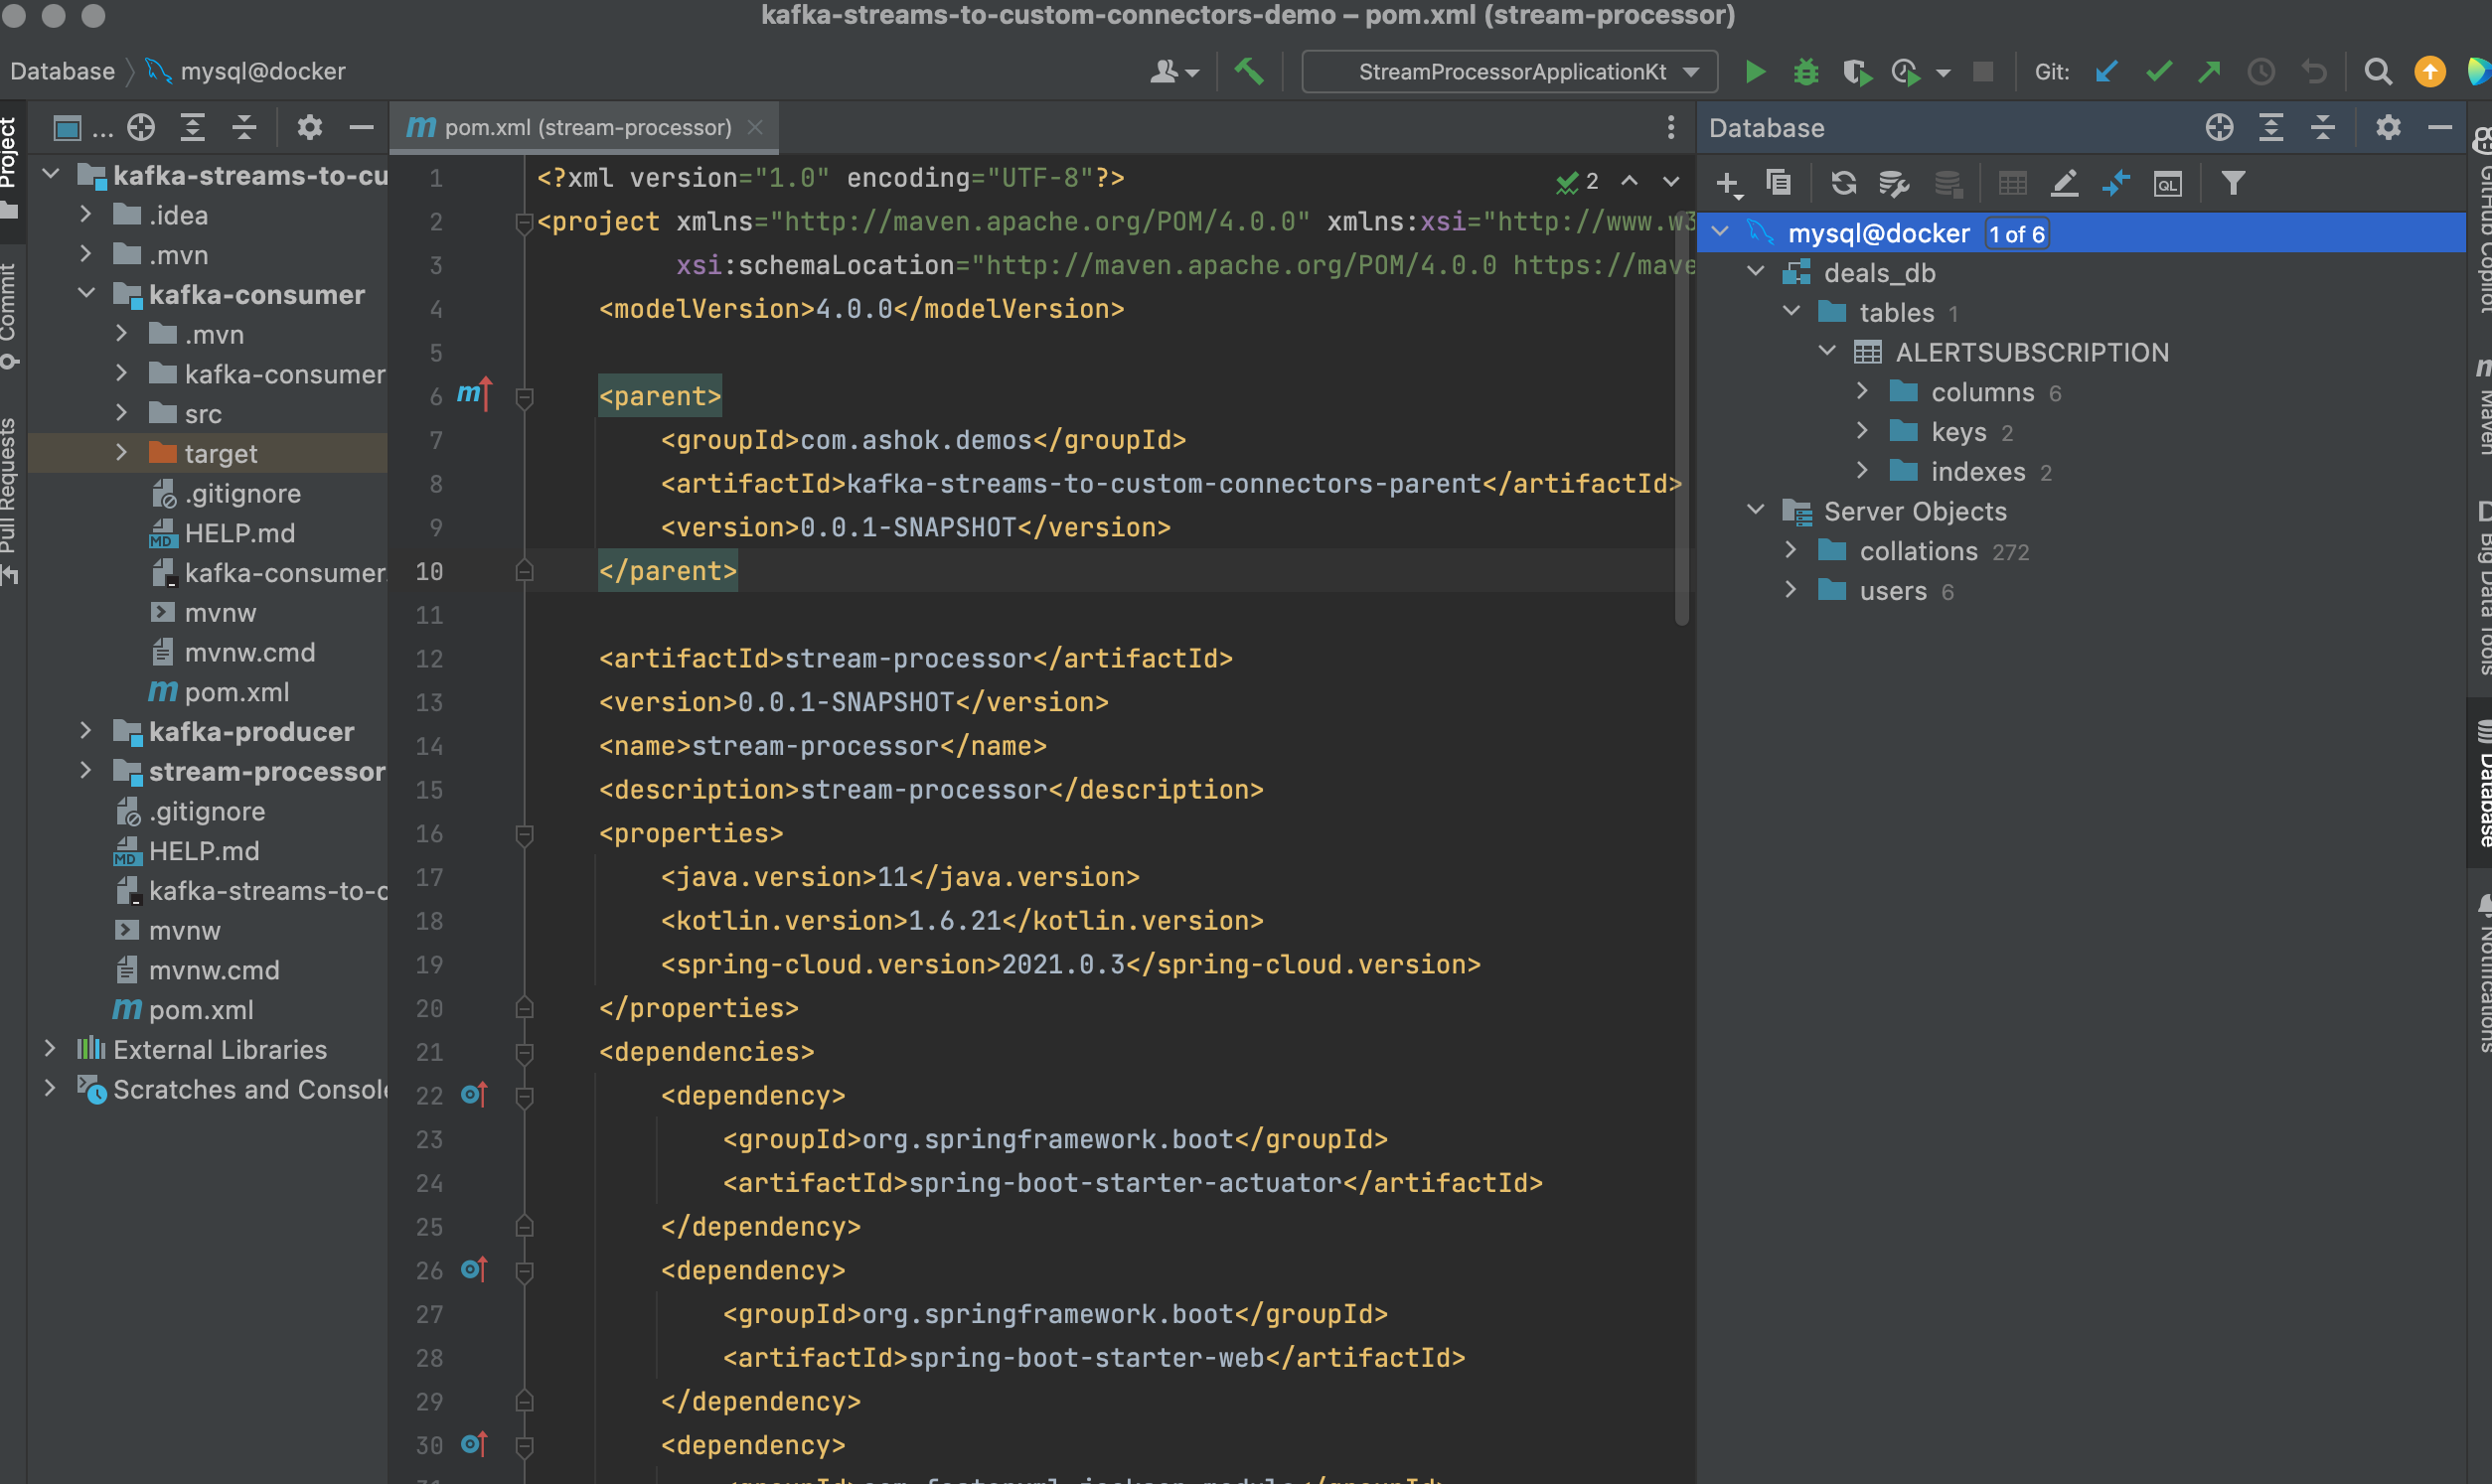 kafka-streams-to-custom-connectors-demo – pom.xml (stream-processor)
Database
mysql@docker
StreamProcessorApplicationKt
Git:
Project
Commit
Pull Requests
...
kafka-streams-to-cu
.idea
.mvn
kafka-consumer
.mvn
kafka-consumer
src
target
.gitignore
HELP.md
kafka-consumer.
mvnw
mvnw.cmd
pom.xml
kafka-producer
stream-processor
.gitignore
HELP.md
kafka-streams-to-c
mvnw
mvnw.cmd
pom.xml
External Libraries
Scratches and Console
pom.xml (stream-processor)
2
1 <?xml version="1.0" encoding="UTF-8"?>
2 <project xmlns="http://maven.apache.org/POM/4.0.0" xmlns:xsi="http://www.w3
3 xsi:schemaLocation="http://maven.apache.org/POM/4.0.0 https://mave
4 <modelVersion>4.0.0</modelVersion>
5
6 <parent>
7 <groupId>com.ashok.demos</groupId>
8 <artifactId>kafka-streams-to-custom-connectors-parent</artifactId>
9 <version>0.0.1-SNAPSHOT</version>
10 </parent>
11
12 <artifactId>stream-processor</artifactId>
13 <version>0.0.1-SNAPSHOT</version>
14 <name>stream-processor</name>
15 <description>stream-processor</description>
16 <properties>
17 <java.version>11</java.version>
18 <kotlin.version>1.6.21</kotlin.version>
19 <spring-cloud.version>2021.0.3</spring-cloud.version>
20 </properties>
21 <dependencies>
22 <dependency>
23 <groupId>org.springframework.boot</groupId>
24 <artifactId>spring-boot-starter-actuator</artifactId>
25 </dependency>
26 <dependency>
27 <groupId>org.springframework.boot</groupId>
28 <artifactId>spring-boot-starter-web</artifactId>
29 </dependency>
30 <dependency>
Database
QL
mysql@docker 1 of 6
deals_db
tables 1
ALERTSUBSCRIPTION
columns 6
keys 2
indexes 2
Server Objects
collations 272
users 6
GitHub Copilot
Maven
Big Data Tools
Database
Notifications